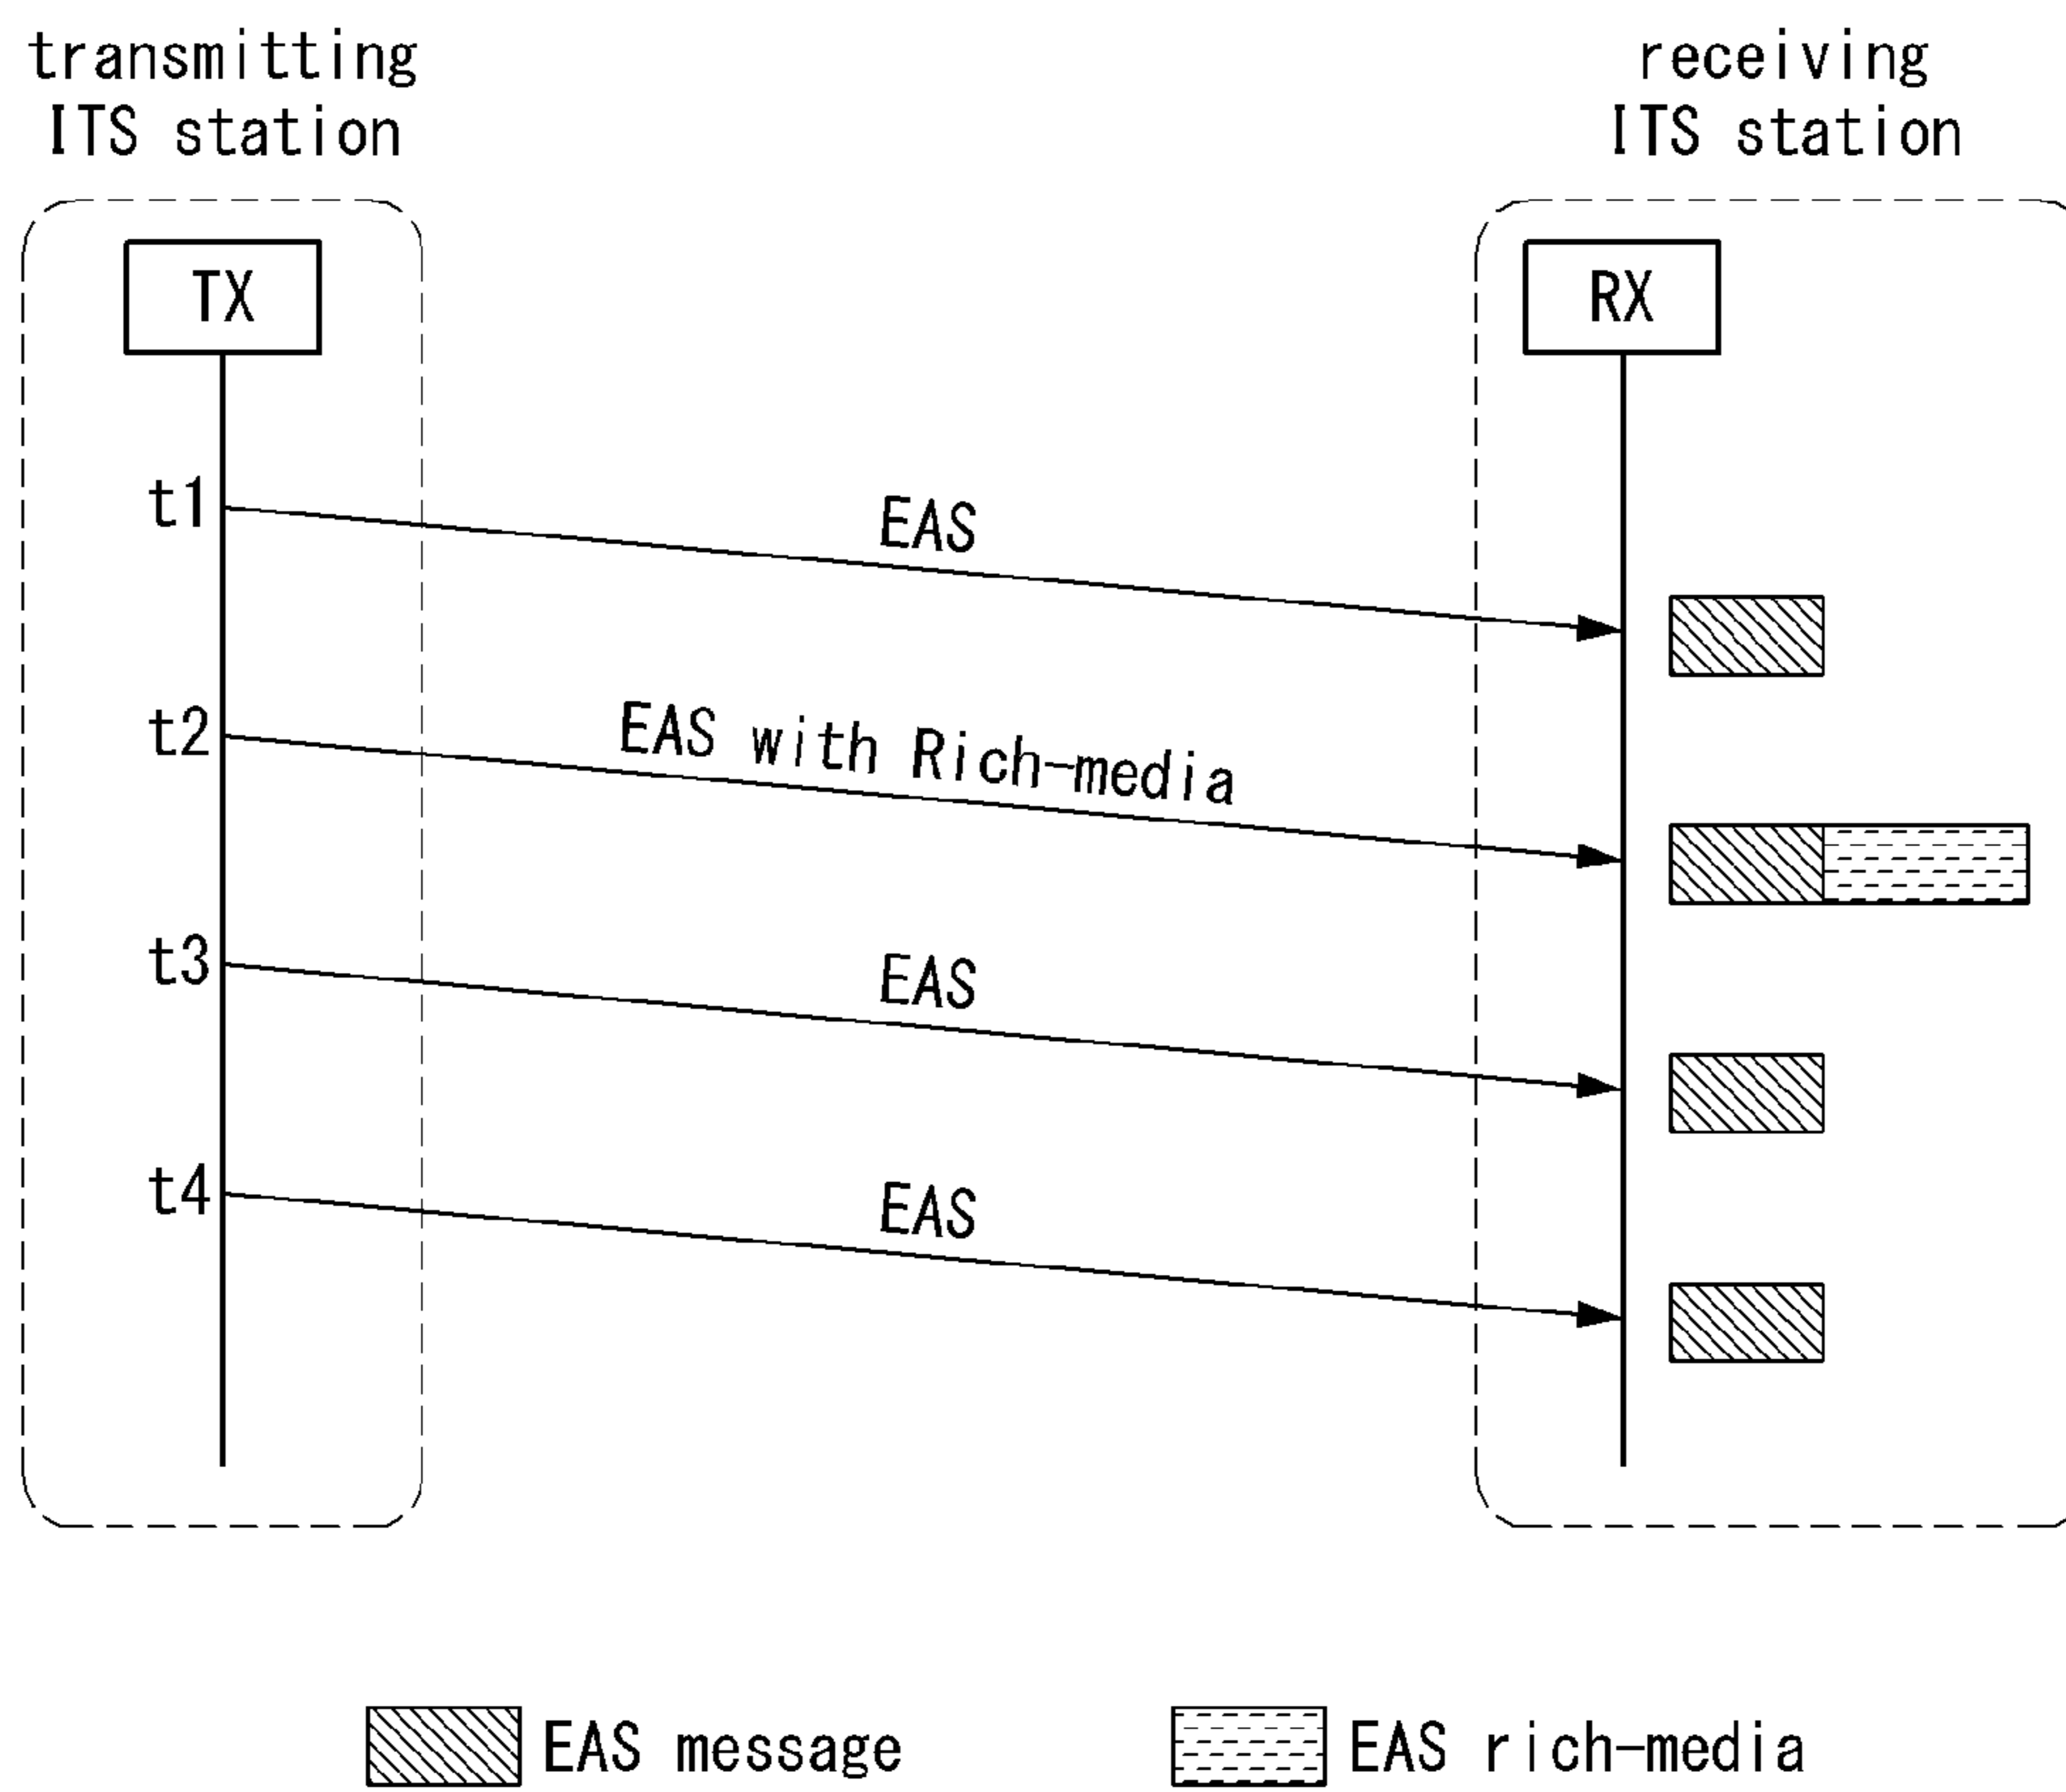 transmitting
ITS station
receiving
ITS station
TX
RX
t1
EAS
t2
EAS with Rich-media
t3
EAS
t4
EAS
EAS message
EAS rich-media